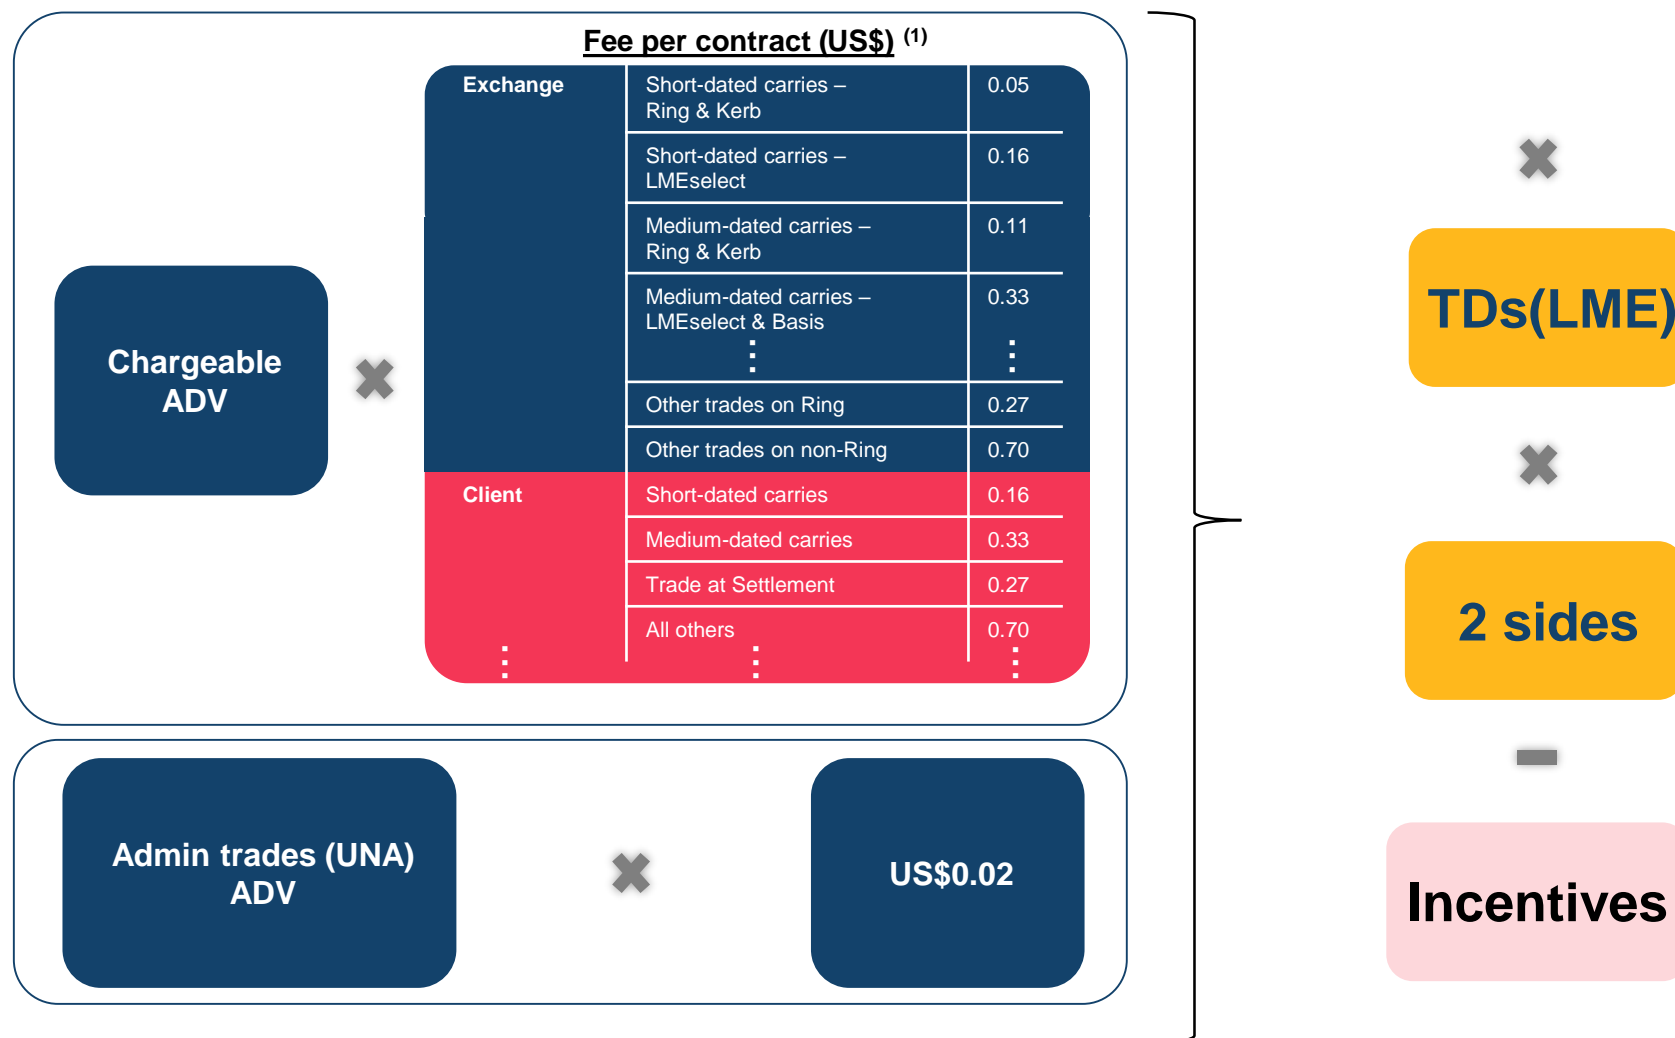 Fee per contract (US$) (1)
Exchange
Short-dated carries –
Ring & Kerb
0.05
Short-dated carries –
LMEselect
0.16
Medium-dated carries –
Ring & Kerb
0.11
Medium-dated carries –
LMEselect & Basis
0.33
Other trades on Ring
0.27
Other trades on non-Ring
0.70
Client
Short-dated carries
0.16
Medium-dated carries
0.33
Trade at Settlement
0.27
All others
0.70
Chargeable
ADV
Admin trades (UNA)
ADV
US$0.02
TDs(LME)
2 sides
Incentives